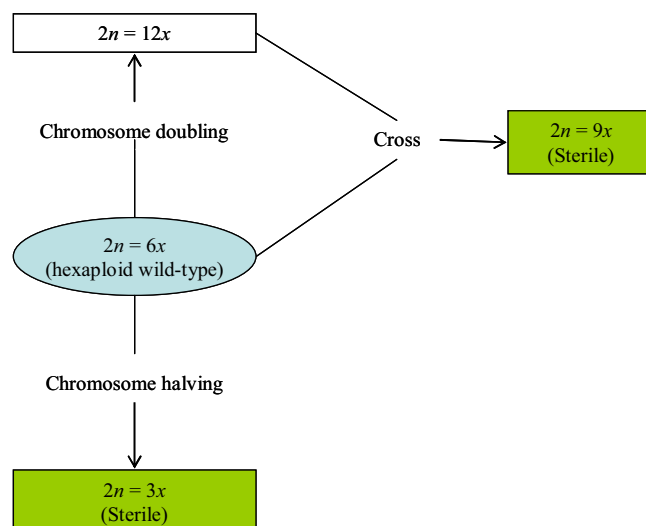 2n = 12x
Chromosome doubling
Cross
2n = 9x
(Sterile)
2n = 6x
(hexaploid wild-type)
Chromosome halving
2n = 3x
(Sterile)